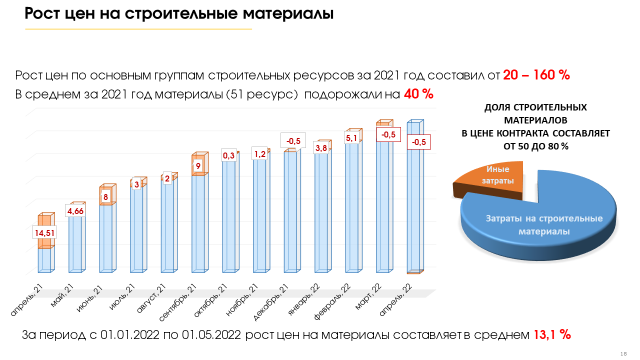 Рост цен на строительные материалы
Рост цен по основным группам строительных ресурсов за 2021 год составил от 20 – 160 %
В среднем за 2021 год материалы (51 ресурс) подорожали на 40 %
ДОЛЯ СТРОИТЕЛЬНЫХ
МАТЕРИАЛОВ
В ЦЕНЕ КОНТРАКТА СОСТАВЛЯЕТ
ОТ 50 ДО 80 %
14,51
4,66
8
3
2
9
0,3
1,2
-0,5
3,8
5,1
-0,5
-0,5
Иные
затраты
Затраты на строительные
материалы
апрель, 21
май, 21
июнь, 21
июль, 21
август, 21
сентябрь, 21
октябрь, 21
ноябрь, 21
декабрь, 21
январь, 22
февраль, 22
март, 22
апрель, 22
За период с 01.01.2022 по 01.05.2022 рост цен на материалы составляет в среднем 13,1 %
18